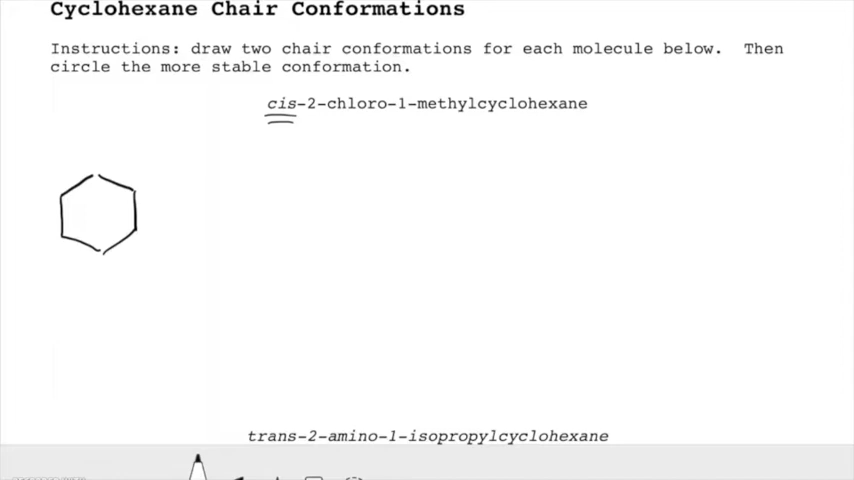 Cyclohexane Chair Conformations
Instructions: draw two chair conformations for each molecule below. Then
circle the more stable conformation.
cis-2-chloro-1-methylcyclohexane
trans-2-amino-1-isopropylcyclohexane